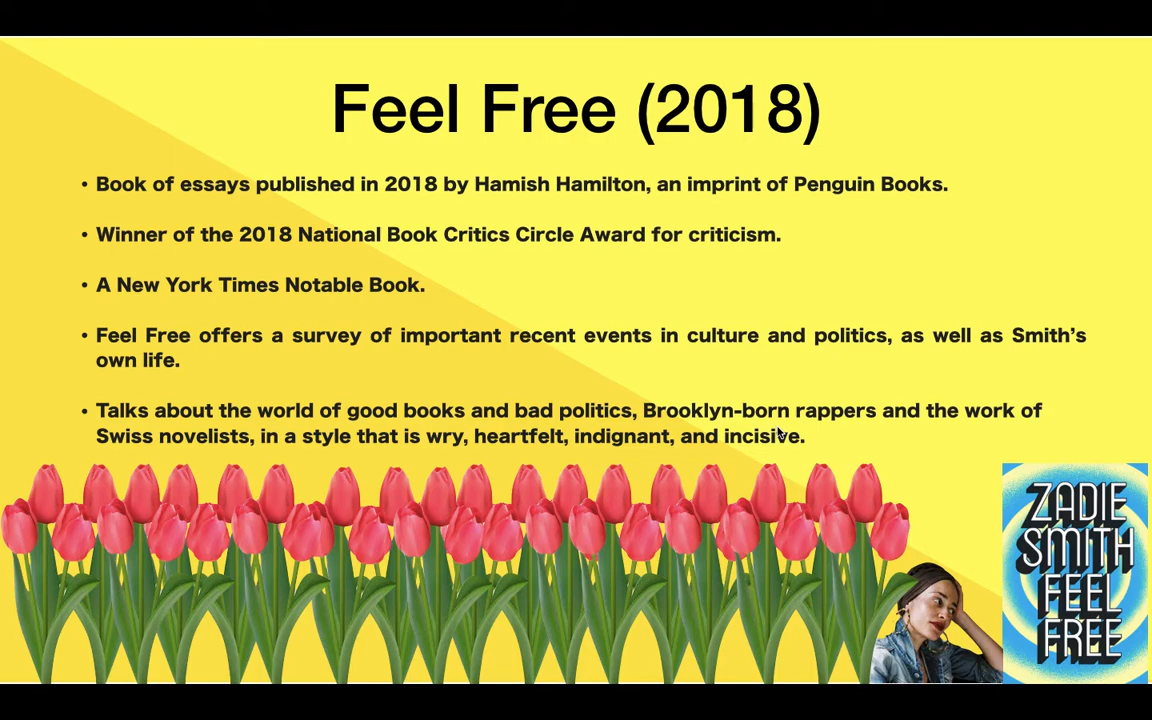 Feel Free (2018)
• Book of essays published in 2018 by Hamish Hamilton, an imprint of Penguin Books.
• Winner of the 2018 National Book Critics Circle Award for criticism.
• A New York Times Notable Book.
• Feel Free offers a survey of important recent events in culture and politics, as well as Smith’s
own life.
• Talks about the world of good books and bad politics, Brooklyn-born rappers and the work of
Swiss novelists, in a style that is wry, heartfelt, indignant, and incisive.
ZADIE
SMITH
FEEL
FREE